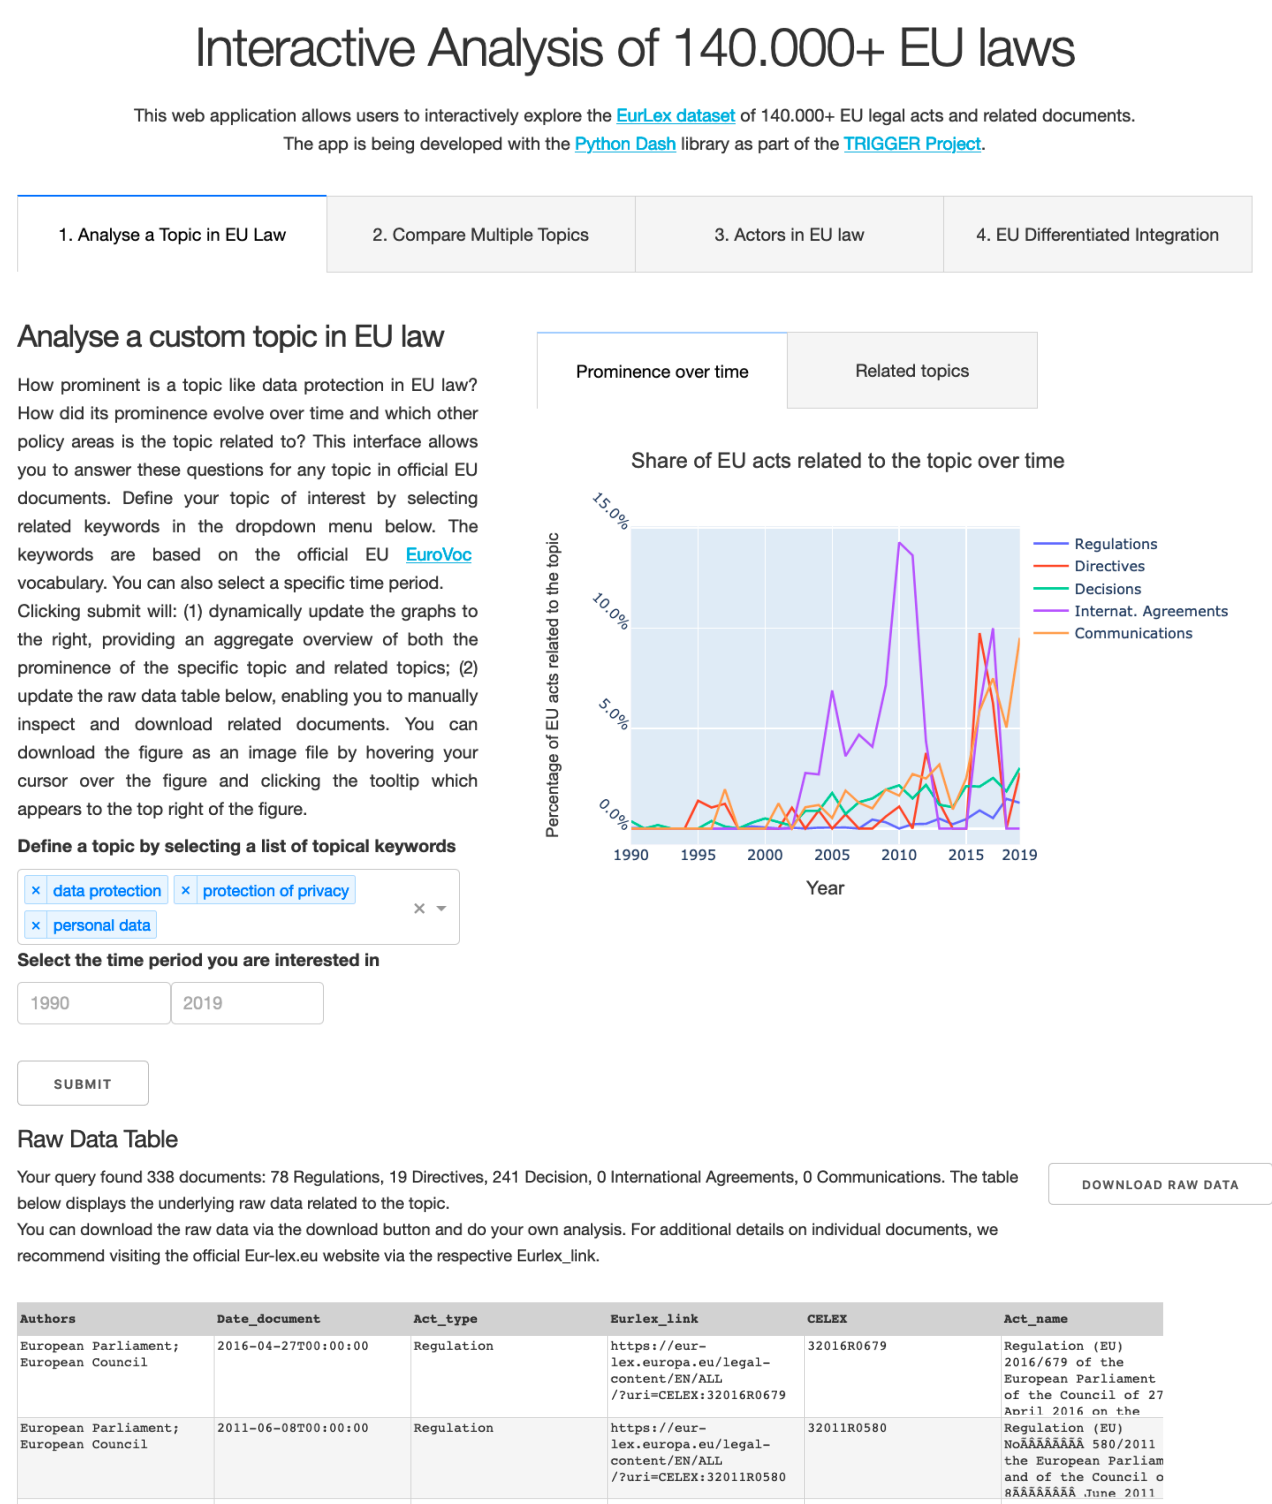 Interactive Analysis of 140.000+ EU laws
This web application allows users to interactively explore the EurLex dataset of 140.000+ EU legal acts and related documents.
The app is being developed with the Python Dash library as part of the TRIGGER Project.
1. Analyse a Topic in EU Law
2. Compare Multiple Topics
3. Actors in EU law
4. EU Differentiated Integration
Analyse a custom topic in EU law
How prominent is a topic like data protection in EU law?
How did its prominence evolve over time and which other
policy areas is the topic related to? This interface allows
you to answer these questions for any topic in official EU
documents. Define your topic of interest by selecting
related keywords in the dropdown menu below. The
keywords are based on the official EU EuroVoc
vocabulary. You can also select a specific time period.
Clicking submit will: (1) dynamically update the graphs to
the right, providing an aggregate overview of both the
prominence of the specific topic and related topics; (2)
update the raw data table below, enabling you to manually
inspect and download related documents. You can
download the figure as an image file by hovering your
cursor over the figure and clicking the tooltip which
appears to the top right of the figure.
Define a topic by selecting a list of topical keywords
× data protection × protection of privacy
× personal data
×
Select the time period you are interested in
1990 2019
SUBMIT
Prominence over time
Related topics
Share of EU acts related to the topic over time
Percentage of EU acts related to the topic
15.0%
10.0%
5.0%
0.0%
1990 1995 2000 2005 2010 2015 2019
Year
Regulations
Directives
Decisions
Internat. Agreements
Communications
Raw Data Table
Your query found 338 documents: 78 Regulations, 19 Directives, 241 Decision, 0 International Agreements, 0 Communications. The table
below displays the underlying raw data related to the topic.
You can download the raw data via the download button and do your own analysis. For additional details on individual documents, we
recommend visiting the official Eur-lex.eu website via the respective Eurlex_link.
DOWNLOAD RAW DATA
Authors Date_document Act_type Eurlex_link CELEX Act_name
European Parliament;
European Council
2016-04-27T00:00:00
Regulation
https://eur-
lex.europa.eu/legal-
content/EN/ALL
/?uri=CELEX:32016R0679
32016R0679
Regulation (EU)
2016/679 of the
European Parliament
of the Council of 27
April 2016 on the
European Parliament;
European Council
2011-06-08T00:00:00
Regulation
https://eur-
lex.europa.eu/legal-
content/EN/ALL
/?uri=CELEX:32011R0580
32011R0580
Regulation (EU)
NoÃÂÃÂÃÂÃÂ 580/2011
the European Parliam
and of the Council o
8ÃÂÃÂÃÂÃÂ June 2011